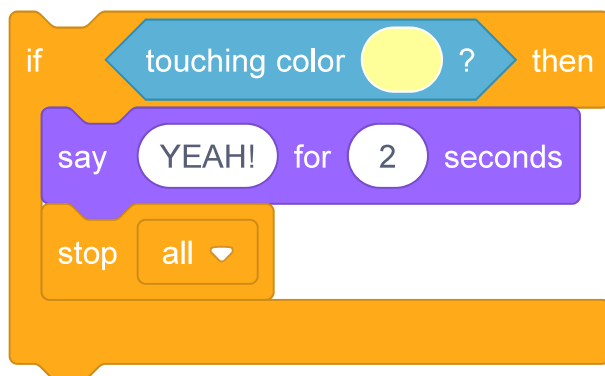 if touching color ? then
say YEAH! for 2 seconds
stop all